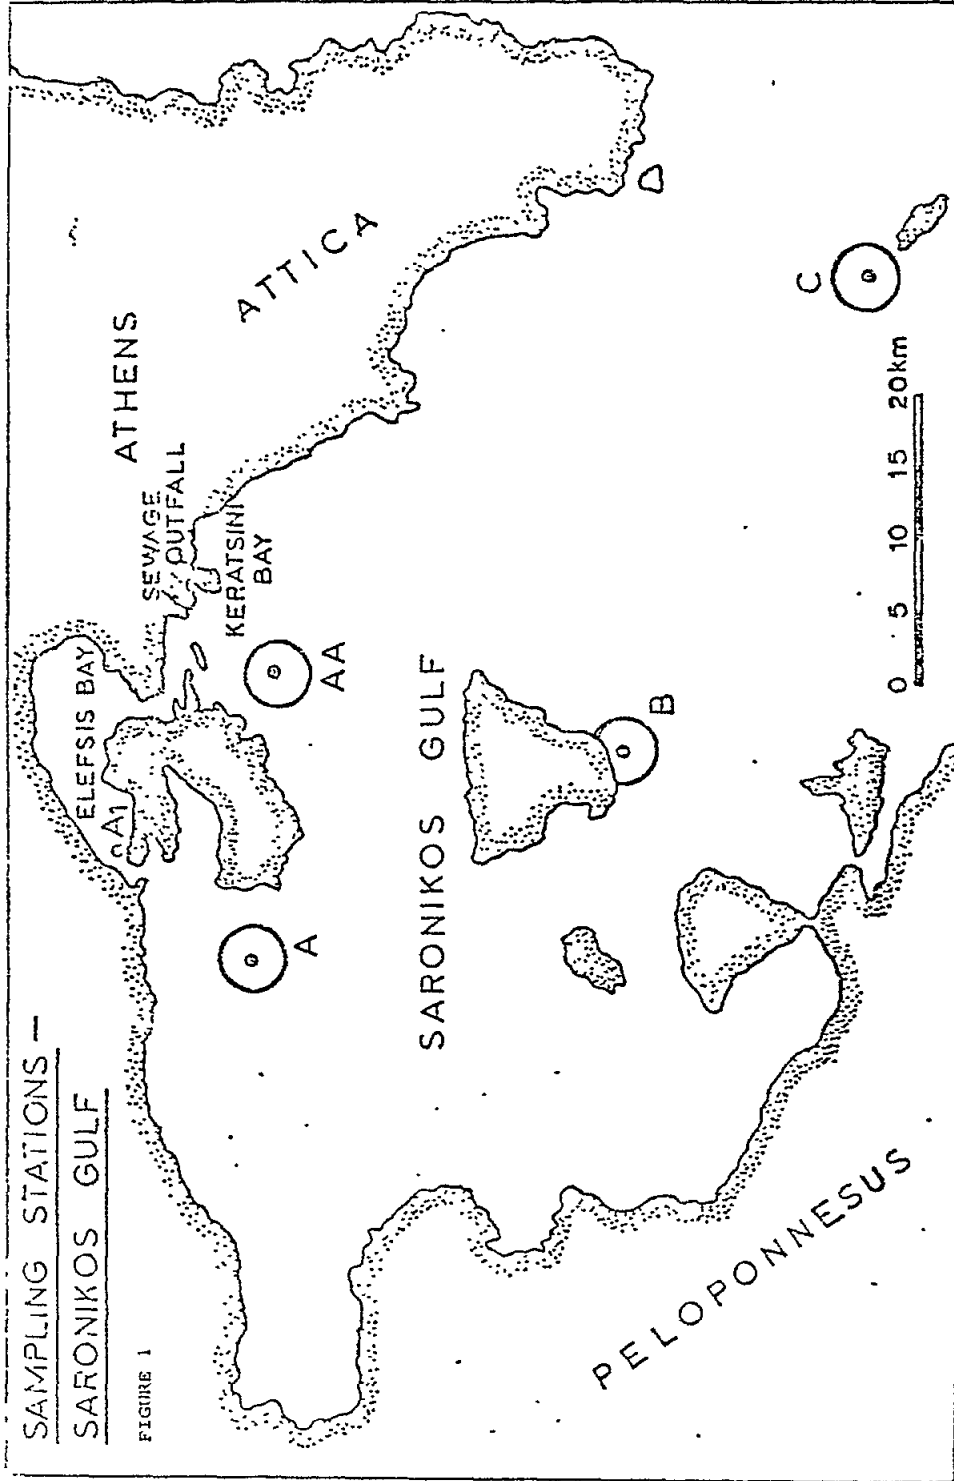 SAMPLING STATIONS —
SARONIKOS GULF
FIGURE 1
ELEFSIS BAY
A1
SEWAGE
OUTFALL
ATHENS
KERATSINI
BAY
ATTICA
A
AA
SARONIKOS GULF
B
C
PELOPONNESUS
0 5 10 15 20km